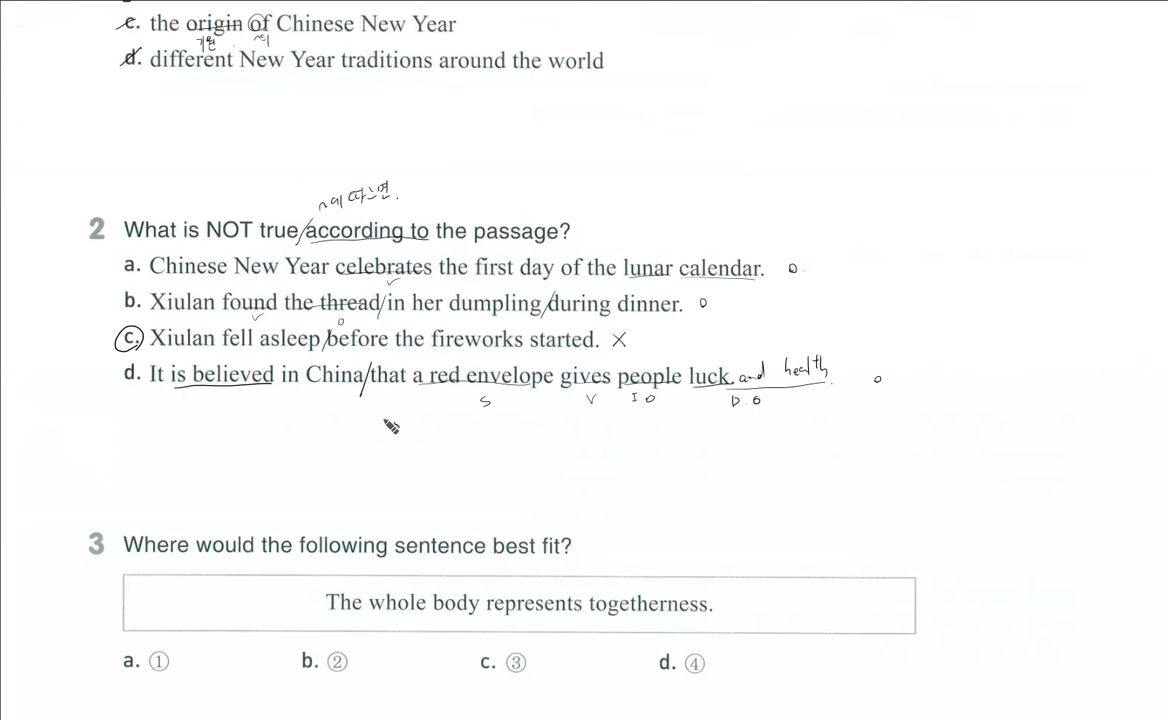 c. the origin of Chinese New Year
기원 ~의
d. different New Year traditions around the world
~에 따르면.
2 What is NOT true/according to the passage?
a. Chinese New Year celebrates the first day of the lunar calendar. o.
b. Xiulan found the thread/in her dumpling/during dinner. o
v o
c. Xiulan fell asleep/before the fireworks started. X
d. It is believed in China/that a red envelope gives people luck. and health o
S V I O D.O
3 Where would the following sentence best fit?
The whole body represents togetherness.
a. ① b. ② c. ③ d. ④